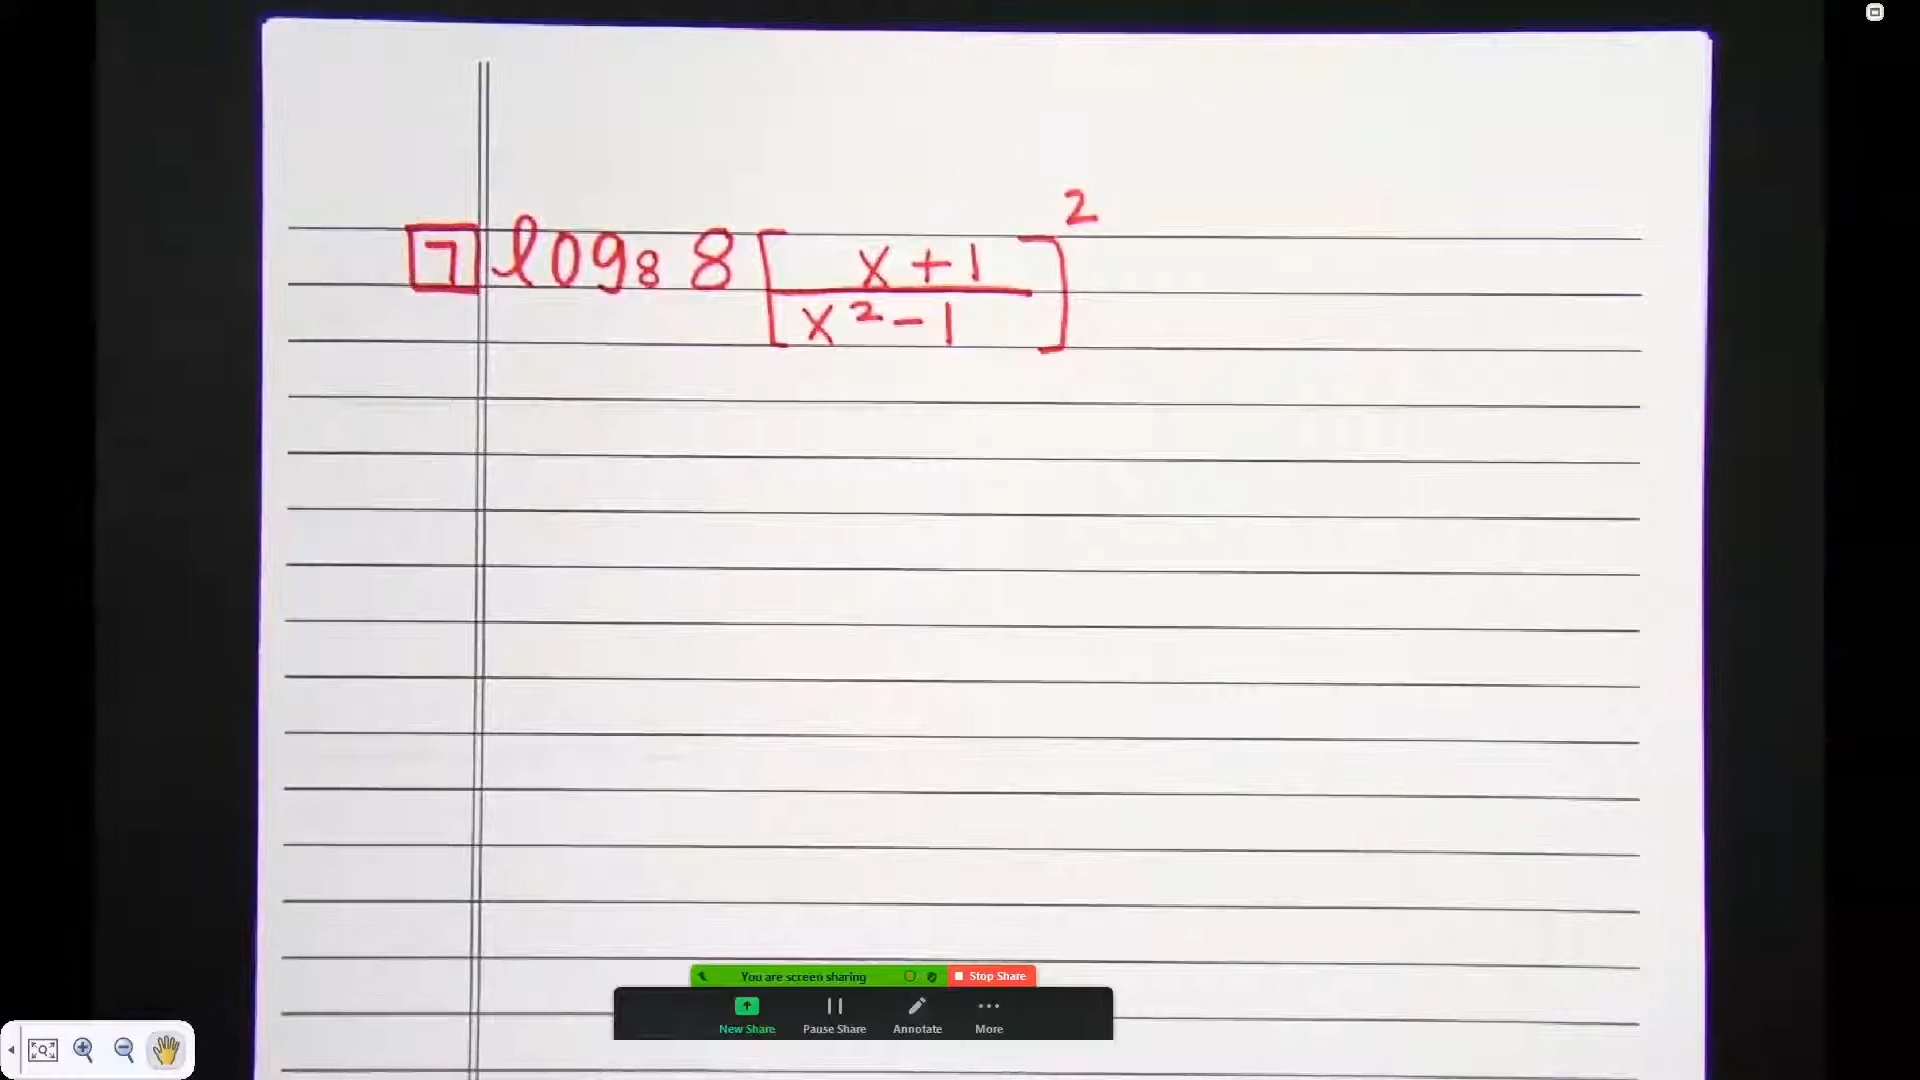 7 log₈ 8 [ x + 1 / x² - 1 ]²
You are screen sharing Stop Share
New Share Pause Share Annotate More